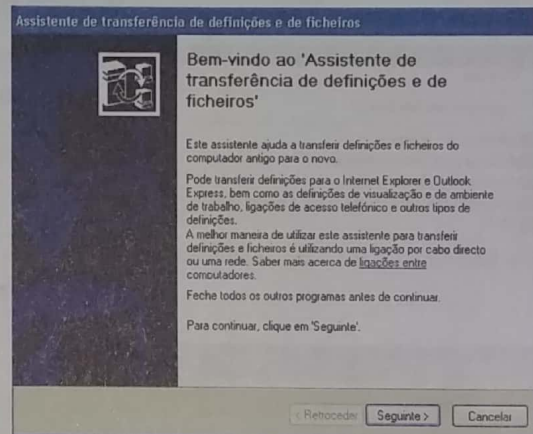 Assistente de transferência de definições e de ficheiros
Bem-vindo ao 'Assistente de
transferência de definições e de
ficheiros'
Este assistente ajuda a transferir definições e ficheiros do
computador antigo para o novo.
Pode transferir definições para o Internet Explorer e Outlook
Express, bem como as definições de visualização e de ambiente
de trabalho, ligações de acesso telefónico e outros tipos de
definições.
A melhor maneira de utilizar este assistente para transferir
definições e ficheiros é utilizando uma ligação por cabo directo
ou uma rede. Saber mais acerca de ligações entre
computadores.
Feche todos os outros programas antes de continuar.
Para continuar, clique em 'Seguinte'.
< Retroceder Seguinte > Cancelar